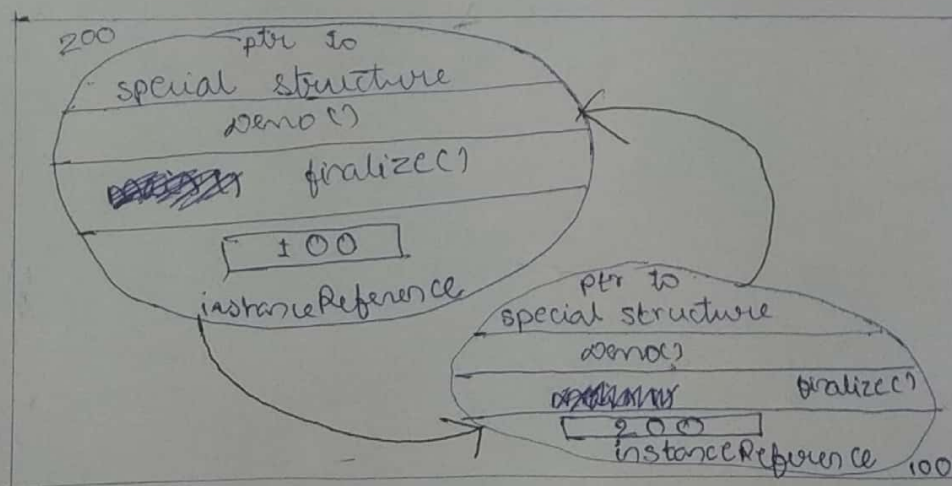 200
ptr to
special structure
Demo()
finalize()
100
instanceReference
ptr to
special structure
Demo()
finalize()
200
instanceReference
100